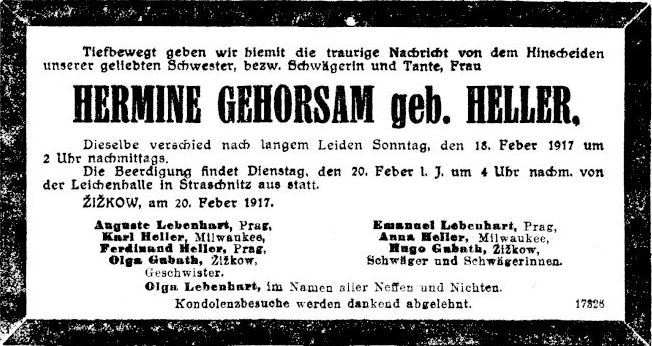 Tiefbewegt geben wir hiemit die traurige Nachricht von dem Hinscheiden
unserer geliebten Schwester, bezw. Schwägerin und Tante, Frau
HERMINE GEHORSAM geb. HELLER,
Dieselbe verschied nach langem Leiden Sonntag, den 18. Feber 1917 um
2 Uhr nachmittags.
Die Beerdigung findet Dienstag, den 20. Feber l. J. um 4 Uhr nachm. von
der Leichenhalle in Straschnitz aus statt.
ŽIŽKOW, am 20. Feber 1917.
Auguste Lebenhart, Prag,
Karl Heller, Milwaukee,
Ferdinand Heller, Prag,
Olga Gabath, Žižkow,
Geschwister.
Emanuel Lebenhart, Prag,
Anna Heller, Milwaukee,
Hugo Gabath, Žižkow,
Schwäger und Schwägerinnen.
Olga Lebenhart, im Namen aller Neffen und Nichten.
Kondolenzbesuche werden dankend abgelehnt.
17326